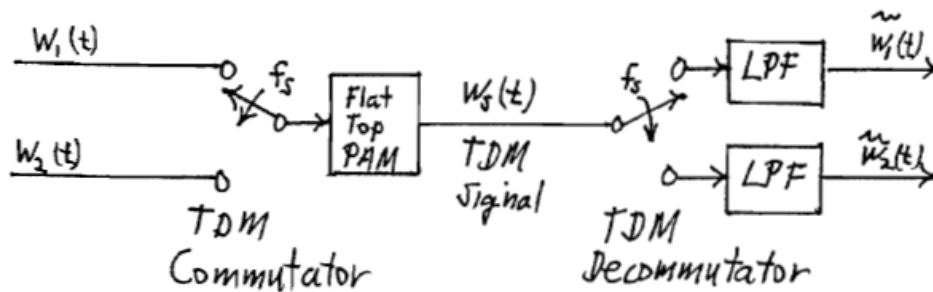 W₁(t)
W₂(t)
fₛ
TDM
Commutator
Flat
Top
PAM
Wₛ(t)
TDM
Signal
fₛ
TDM
Decommutator
LPF
W̃₁(t)
LPF
W̃₂(t)